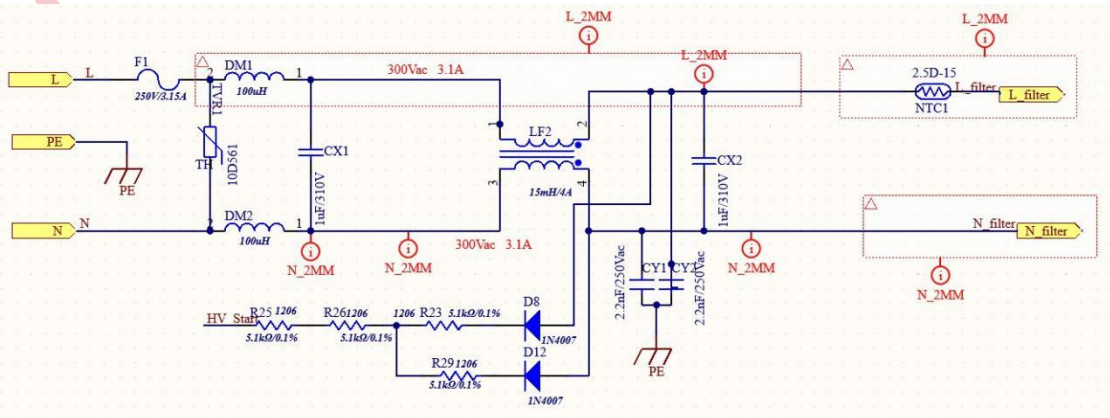 L_2MM
L_2MM
L_2MM
F1
L
L
250V/3.15A
2
DM1
1
100uH
300Vac 3.1A
2.5D-15
L_filter
L_filter
NTC1
TVR1
TH
10D561
PE
PE
CX1
1uF/310V
1
2
LF2
3
4
15mH/4A
CX2
1uF/310V
N
N
2
DM2
1
100uH
300Vac 3.1A
N_2MM
N_2MM
N_2MM
N_filter
N_filter
N_2MM
CY1
2.2nF/250Vac
2.2nF/250Vac
PE
HV_Start
R25 1206
5.1kΩ/0.1%
R26 1206
5.1kΩ/0.1%
1206 R23 5.1kΩ/0.1%
D8
1N4007
R29 1206
5.1kΩ/0.1%
D12
1N4007